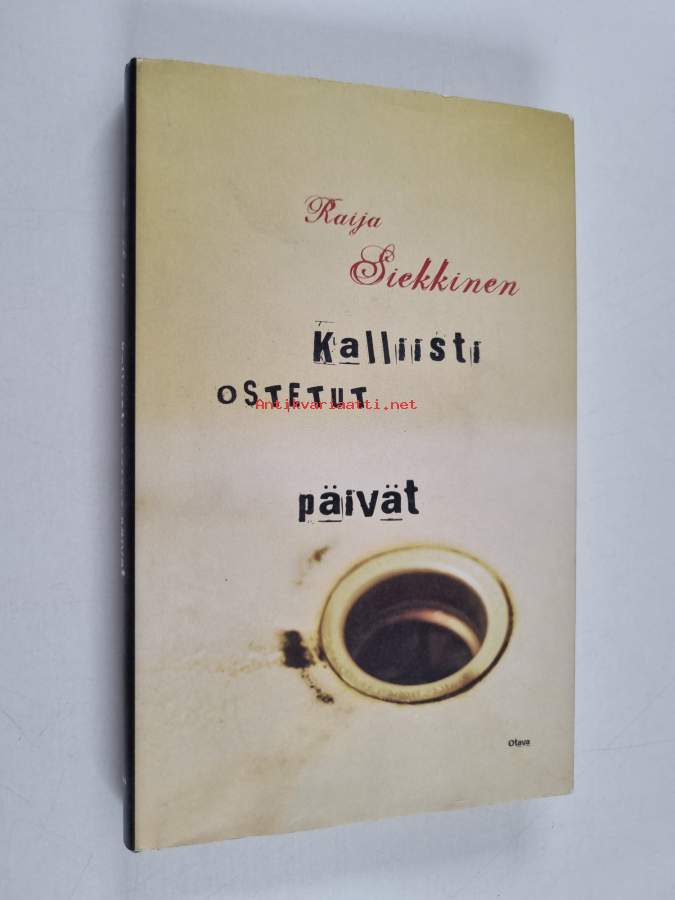 Raija
Siekkinen
Kalliisti
OSTETUT
Antikvariaatti.net
päivät
Otava